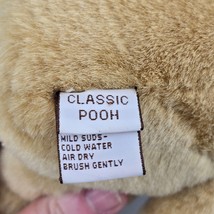 CLASSIC
POOH
MILD SUDS-
COLD WATER
AIR DRY
BRUSH GENTLY